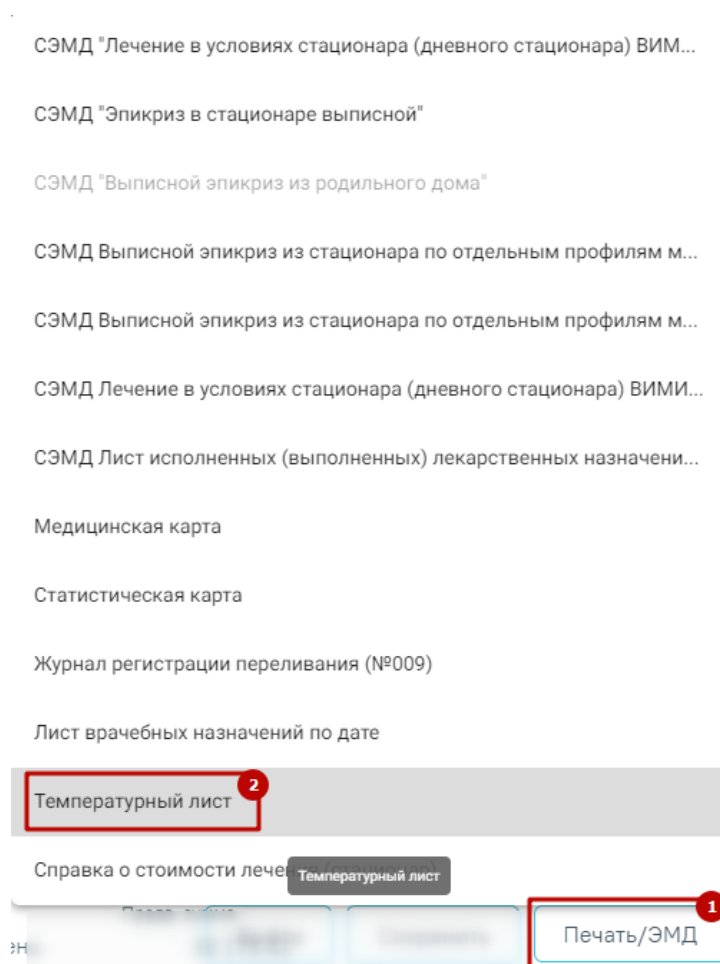 СЭМД "Лечение в условиях стационара (дневного стационара) ВИМ...
СЭМД "Эпикриз в стационаре выписной"
СЭМД "Выписной эпикриз из родильного дома"
СЭМД Выписной эпикриз из стационара по отдельным профилям м...
СЭМД Выписной эпикриз из стационара по отдельным профилям м...
СЭМД Лечение в условиях стационара (дневного стационара) ВИМИ...
СЭМД Лист исполненных (выполненных) лекарственных назначени...
Медицинская карта
Статистическая карта
Журнал регистрации переливания (№009)
Лист врачебных назначений по дате
Температурный лист 2
Справка о стоимости лечения (стационар)
Температурный лист
1
Печать/ЭМД